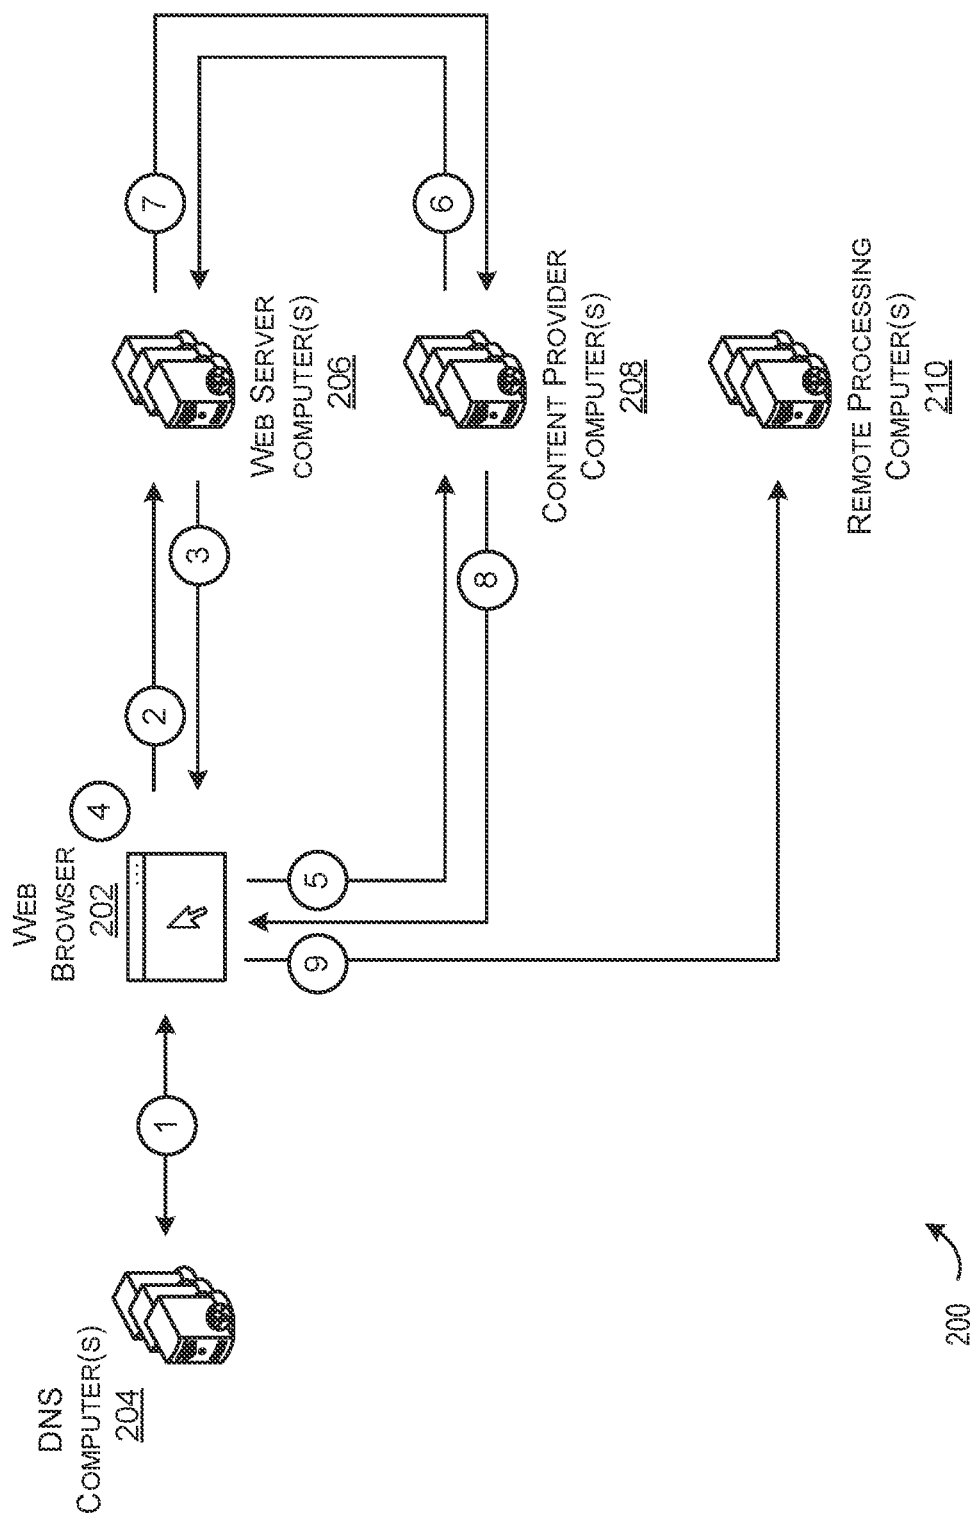 DNS
COMPUTER(S)
204
1
WEB
BROWSER
202
4
2
3
5
9
8
WEB SERVER
COMPUTER(S)
206
CONTENT PROVIDER
COMPUTER(S)
208
REMOTE PROCESSING
COMPUTER(S)
210
7
6
200